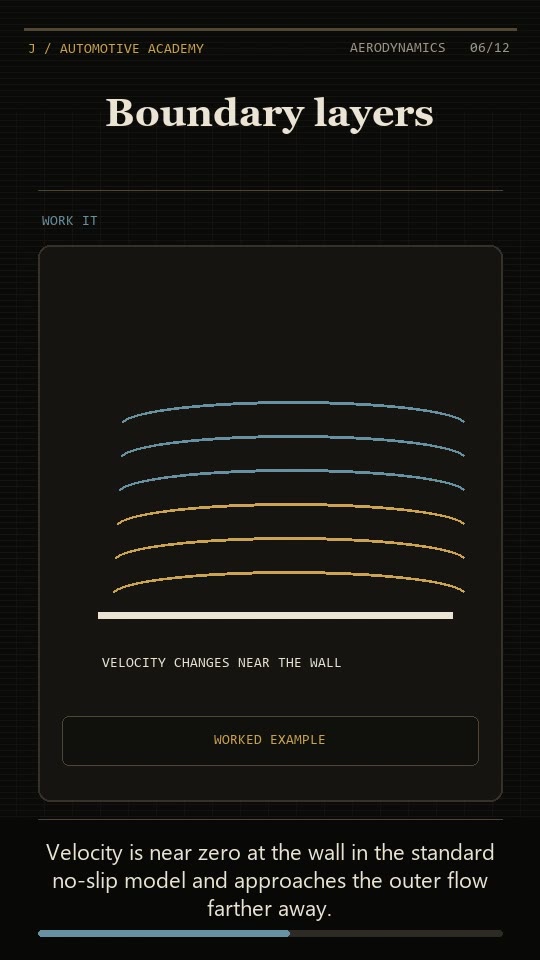 J / AUTOMOTIVE ACADEMY
AERODYNAMICS 06/12
Boundary layers
WORK IT
VELOCITY CHANGES NEAR THE WALL
WORKED EXAMPLE
Velocity is near zero at the wall in the standard
no-slip model and approaches the outer flow
farther away.